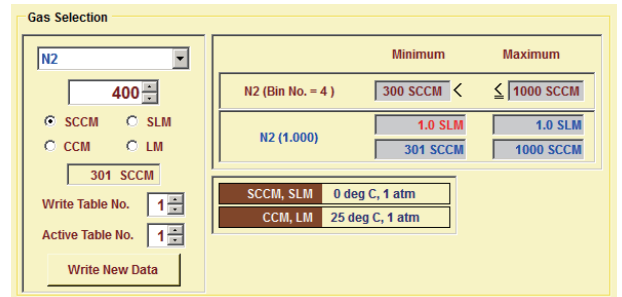 Gas Selection
N2
400
SCCM SLM
CCM LM
301 SCCM
Write Table No. 1
Active Table No. 1
Write New Data
Minimum Maximum
N2 (Bin No. = 4 ) 300 SCCM < ≦ 1000 SCCM
N2 (1.000) 1.0 SLM 1.0 SLM
301 SCCM 1000 SCCM
SCCM, SLM 0 deg C, 1 atm
CCM, LM 25 deg C, 1 atm